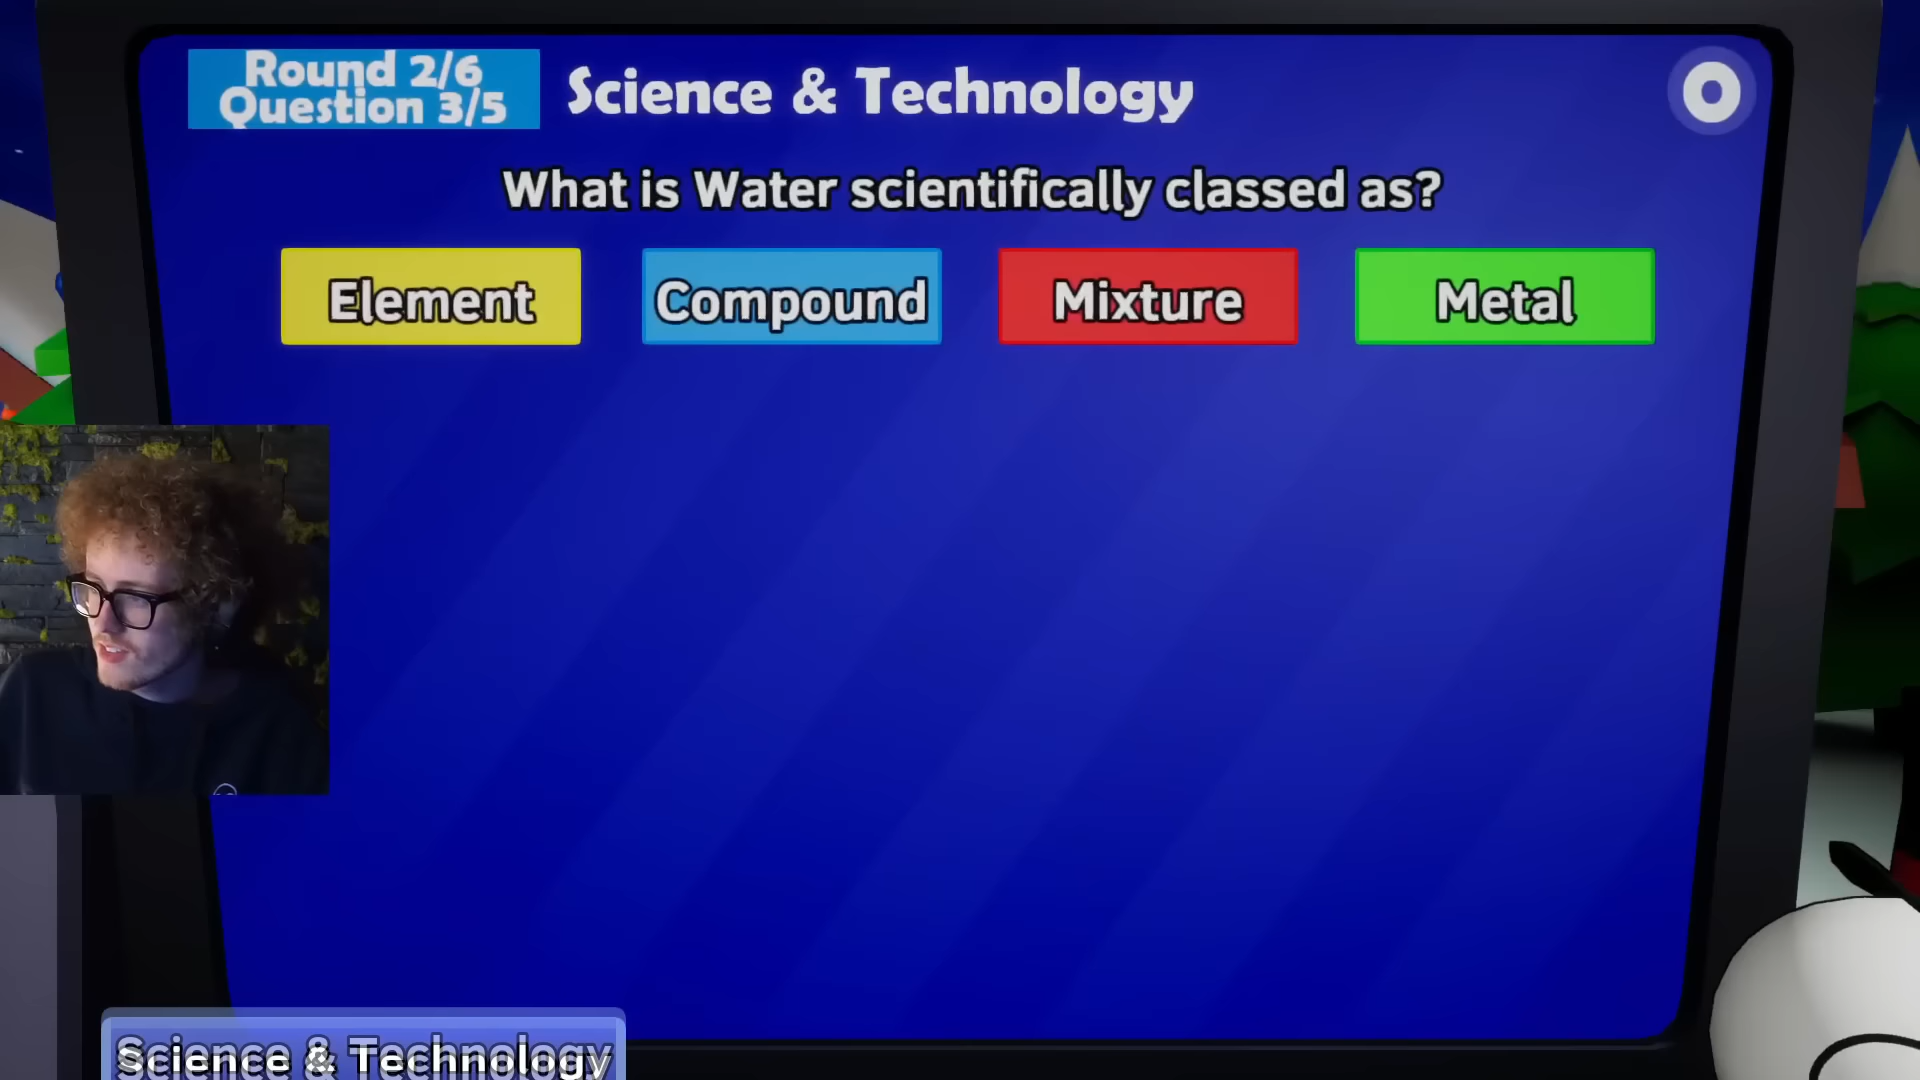 Round 2/6
Question 3/5
Science & Technology
0
What is Water scientifically classed as?
Element
Compound
Mixture
Metal
Science & Technology